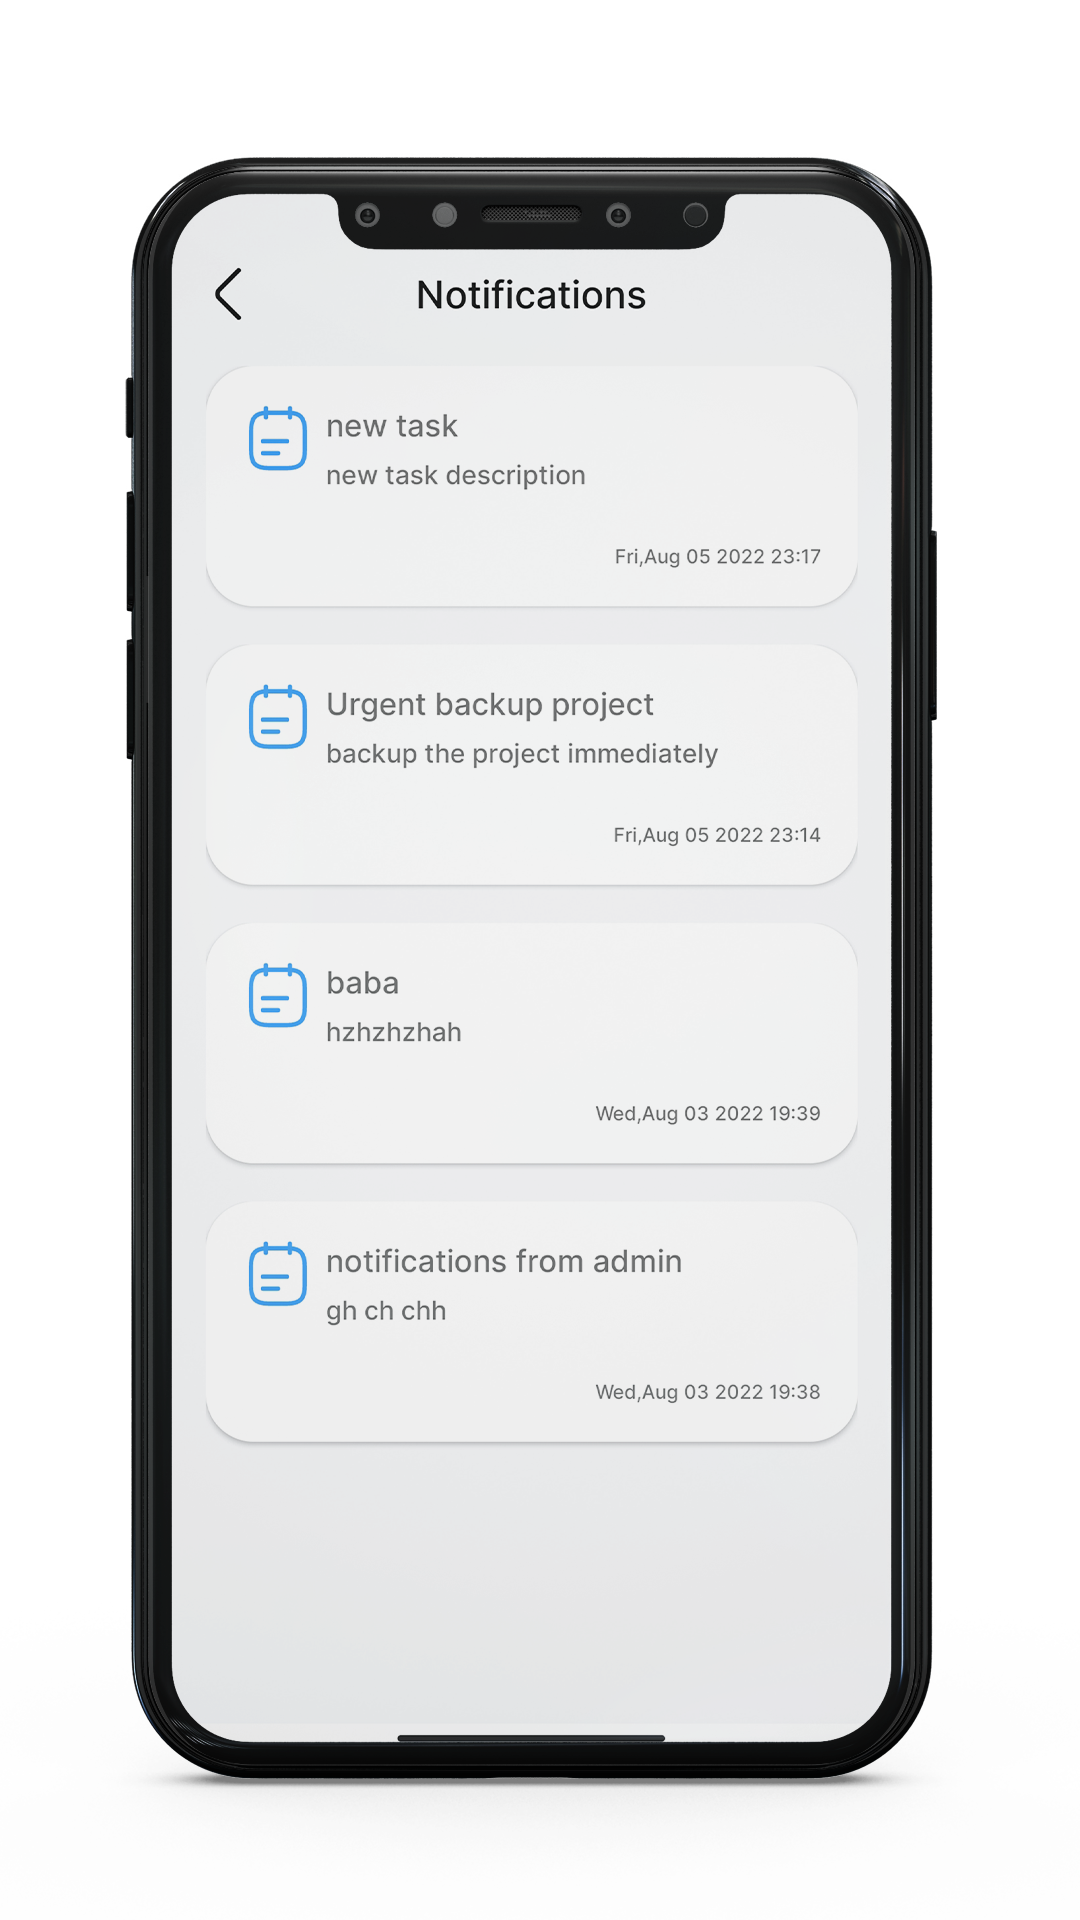 Notifications
new task
new task description
Fri,Aug 05 2022 23:17
Urgent backup project
backup the project immediately
Fri,Aug 05 2022 23:14
baba
hzhzhzhah
Wed,Aug 03 2022 19:39
notifications from admin
gh ch chh
Wed,Aug 03 2022 19:38